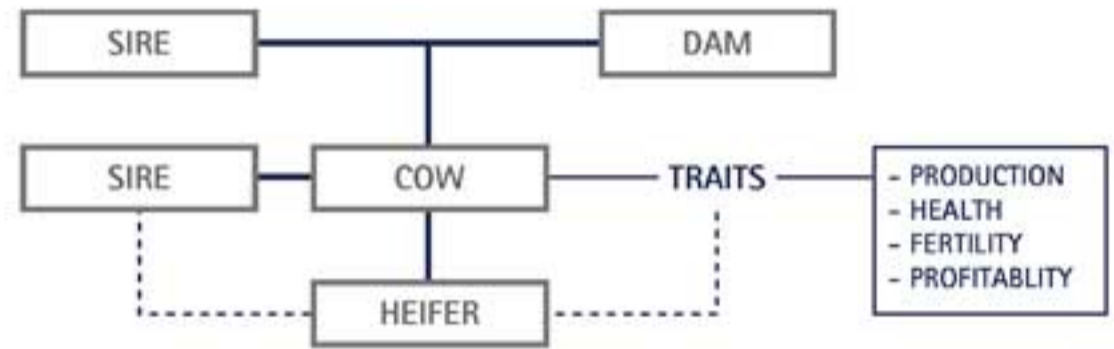 SIRE
DAM
SIRE
COW
TRAITS
- PRODUCTION
- HEALTH
- FERTILITY
- PROFITABLITY
HEIFER